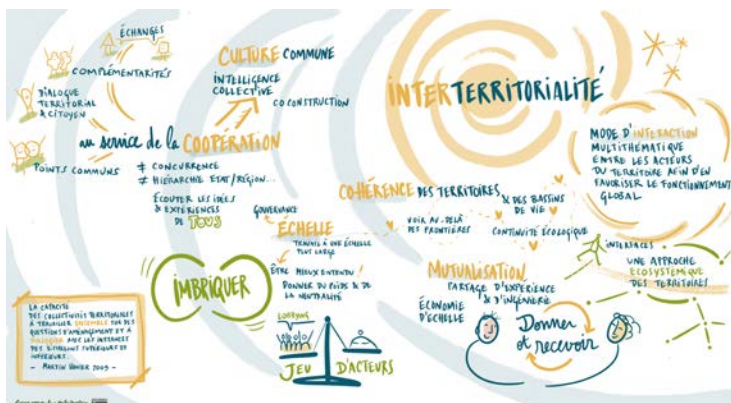 ÉCHANGES
COMPLÉMENTARITÉS
DIALOGUE
TERRITORIAL
& CITOYEN
POINTS COMMUNS
au service de la COOPÉRATION
≠ CONCURRENCE
≠ HIÉRARCHIE ETAT/RÉGION...
ÉCOUTER LES IDÉES
& EXPÉRIENCES
DE TOUS
CULTURE COMMUNE
INTELLIGENCE
COLLECTIVE
CO CONSTRUCTION
INTERTERRITORIALITÉ
MODE D'INTERACTION
MULTITHÉMATIQUE
ENTRE LES ACTEURS
DU TERRITOIRE AFIN D'EN
FAVORISER LE FONCTIONNEMENT
GLOBAL
COHÉRENCE DES TERRITOIRES
& DES BASSINS
DE VIE
VOIR AU-DELÀ
DES FRONTIÈRES
CONTINUITÉ ÉCOLOGIQUE
GOUVERNANCE
ÉCHELLE
TRAVAIL À UNE ÉCHELLE
PLUS LARGE
ÊTRE MIEUX ENTENDU !
DONNER DU POIDS & DE
LA NEUTRALITÉ
IMBRIQUER
INTERFACES
UNE APPROCHE
ECOSYSTÉMIQUE
DES TERRITOIRES
MUTUALISATION
PARTAGE D'EXPÉRIENCE
& D'INGÉNIERIE
ÉCONOMIE
D'ÉCHELLE
Donner
et recevoir
LOBBYING
JEU D'ACTEURS
LA CAPACITÉ
DES COLLECTIVITÉS TERRITORIALES
À TRAVAILLER ENSEMBLE SUR DES
QUESTIONS D'AMÉNAGEMENT ET À
DIALOGUER AVEC LES INSTANCES
DES ÉCHELONS SUPÉRIEURS ET
INFÉRIEURS...
- MARTIN VANIER 2005 -